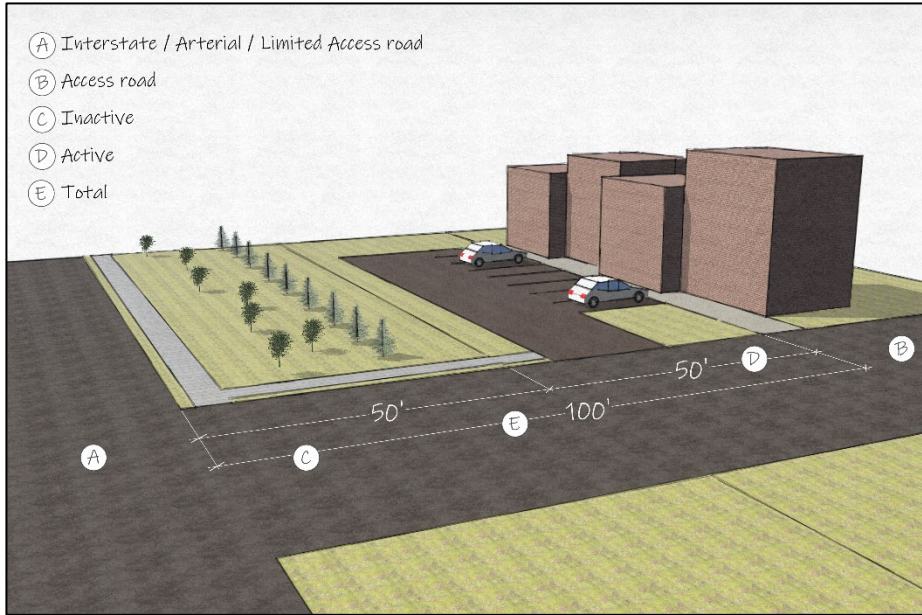 A Interstate / Arterial / Limited Access road
B Access road
C Inactive
D Active
E Total
50'
50'
100'
A
B
C
D
E